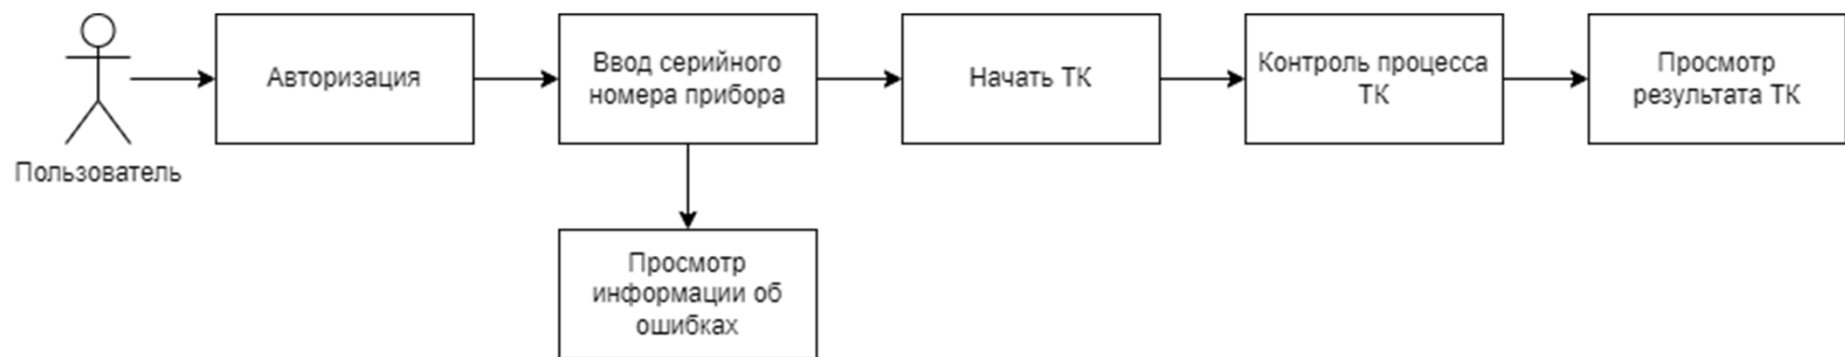 Пользователь
Авторизация
Ввод серийного
номера прибора
Начать ТК
Контроль процесса
ТК
Просмотр
результата ТК
Просмотр
информации об
ошибках